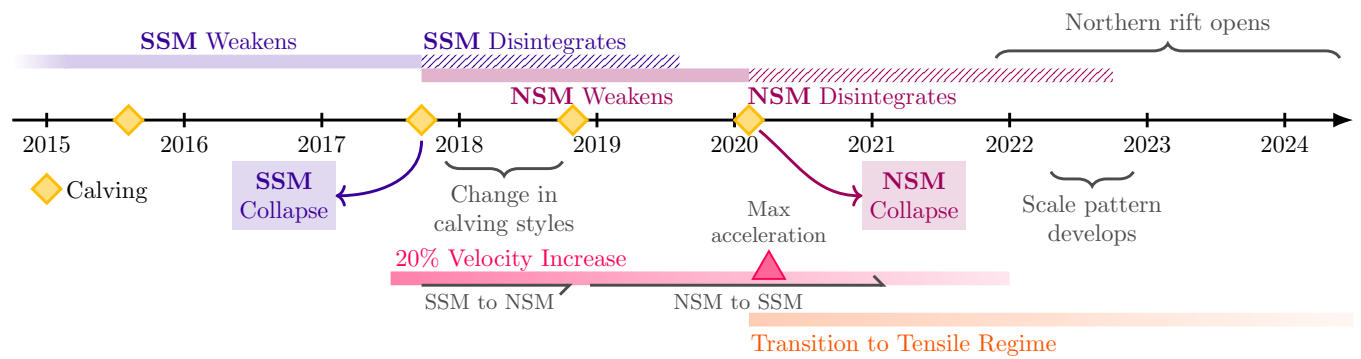 Northern rift opens
SSM Weakens
SSM Disintegrates
NSM Weakens
NSM Disintegrates
2015
2016
2017
2018
2019
2020
2021
2022
2023
2024
Calving
SSM
Collapse
Change in
calving styles
Max
acceleration
NSM
Collapse
Scale pattern
develops
20% Velocity Increase
SSM to NSM
NSM to SSM
Transition to Tensile Regime